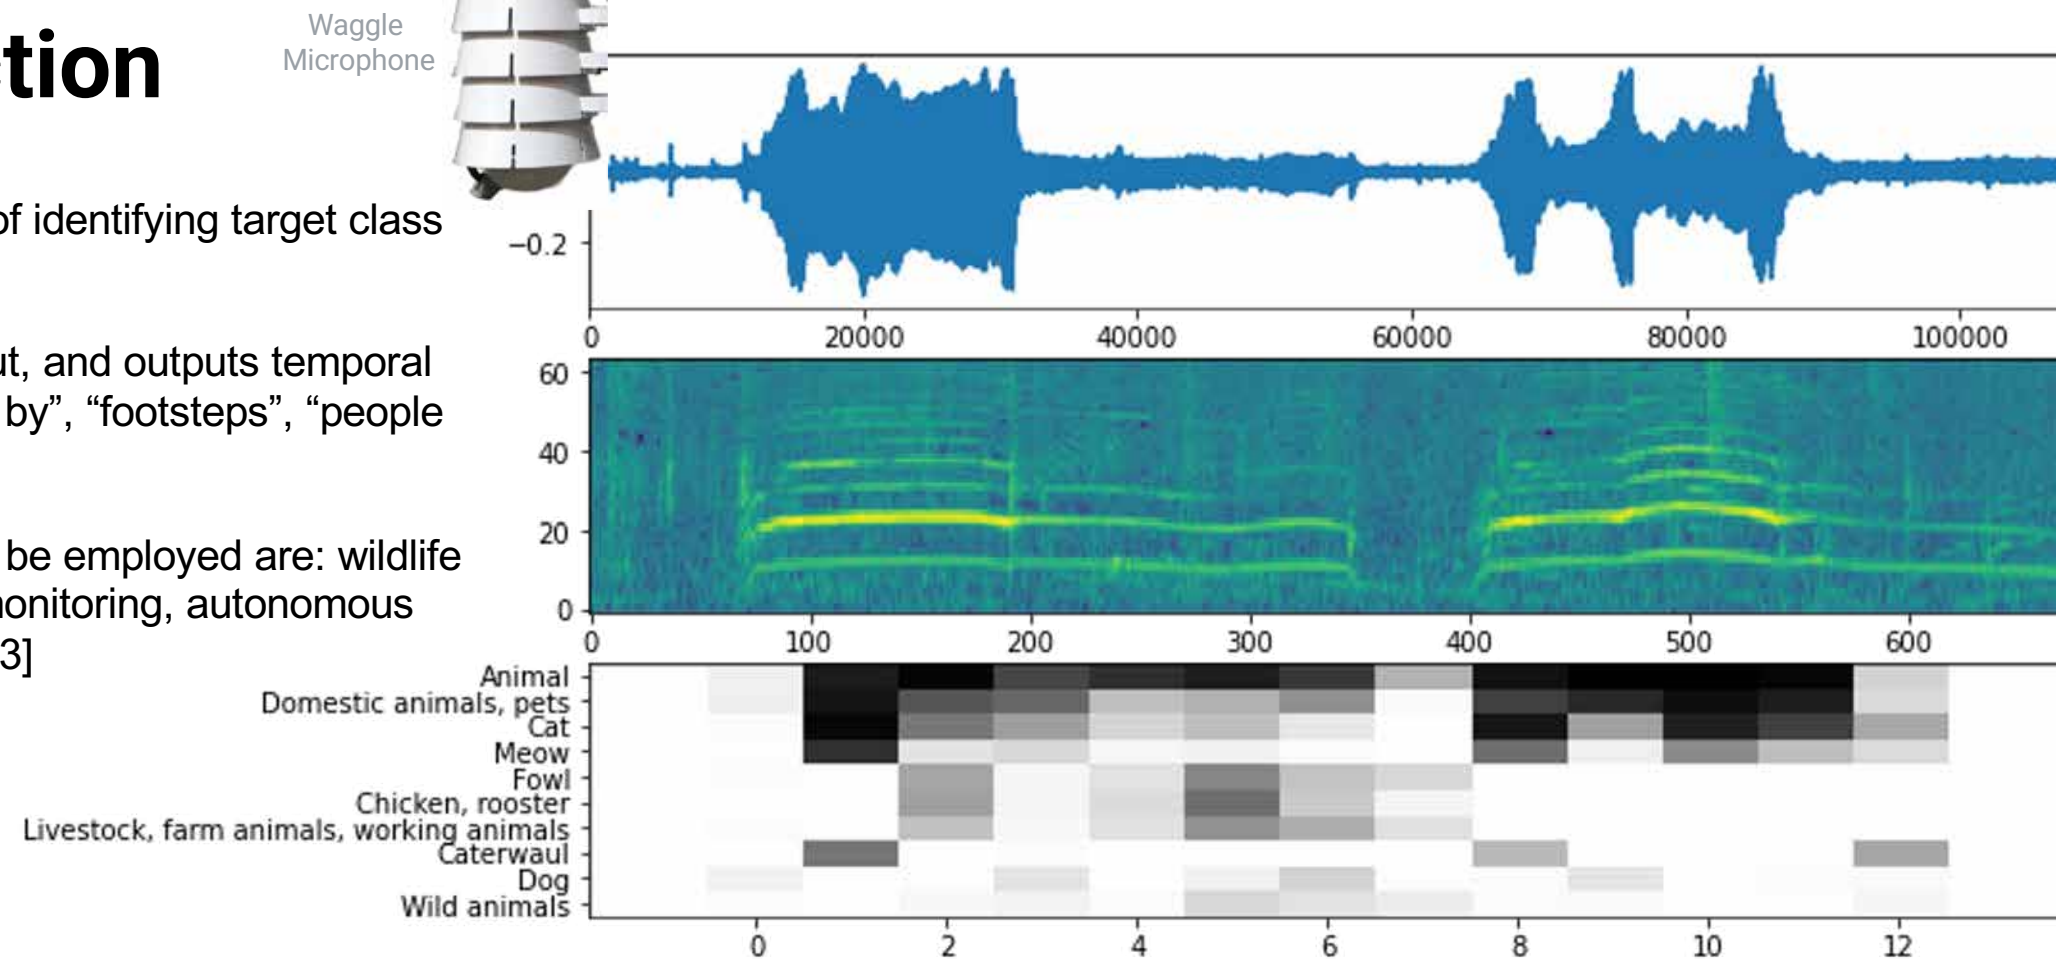 ction
Waggle
Microphone
of identifying target class
ut, and outputs temporal
by”, “footsteps”, “people
be employed are: wildlife
monitoring, autonomous
3]
−0.2
0 20000 40000 60000 80000 100000
60
40
20
0
0 100 200 300 400 500 600
Animal
Domestic animals, pets
Cat
Meow
Fowl
Chicken, rooster
Livestock, farm animals, working animals
Caterwaul
Dog
Wild animals
0 2 4 6 8 10 12